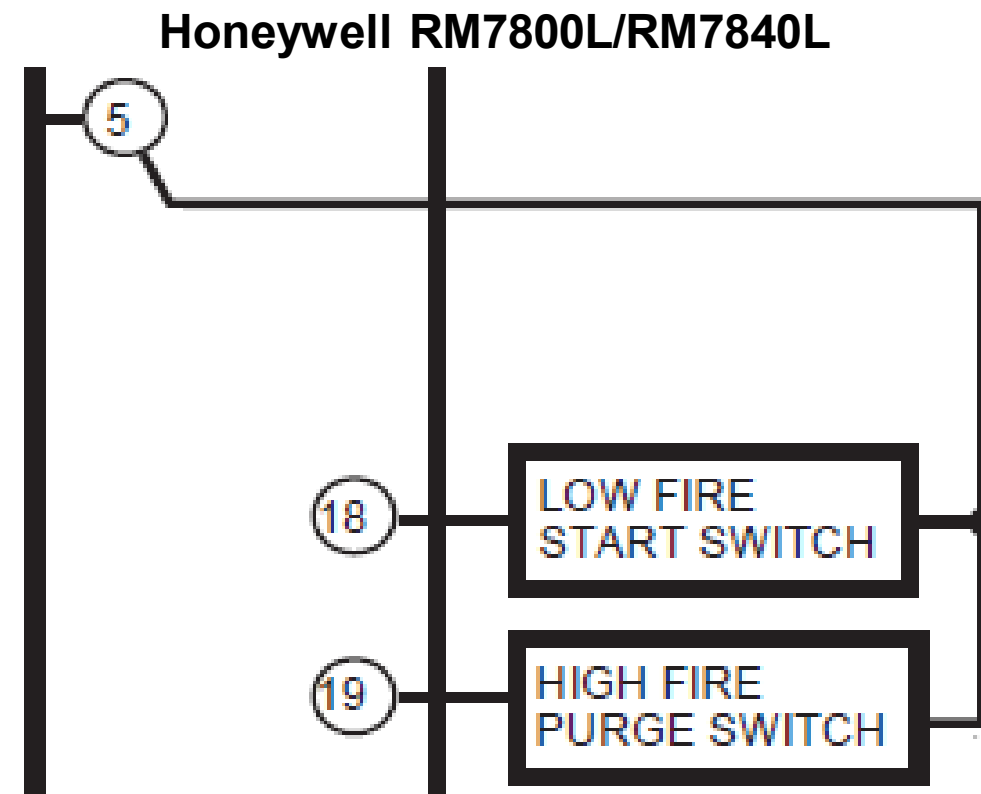 Honeywell RM7800L/RM7840L
5
18
LOW FIRE
START SWITCH
19
HIGH FIRE
PURGE SWITCH